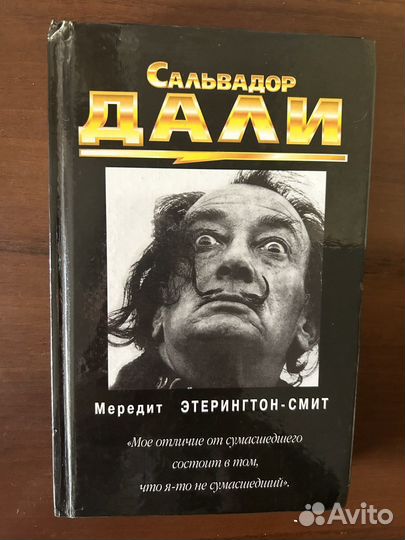 Сальвадор
ДАЛИ
Мередит ЭТЕРИНГТОН-СМИТ
«Мое отличие от сумасшедшего
состоит в том,
что я-то не сумасшедший».
Avito